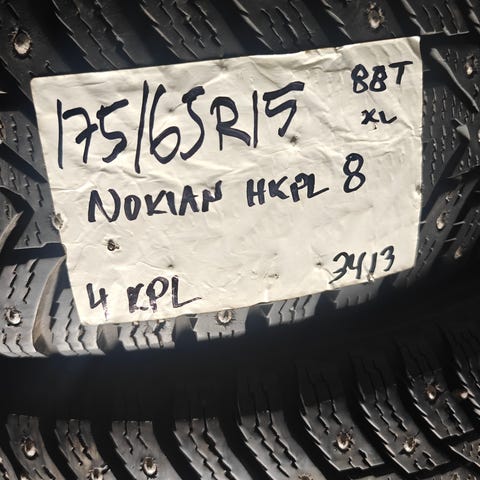 175/65R15 88T
XL
NOKIAN HKPL 8
4 KPL 3413